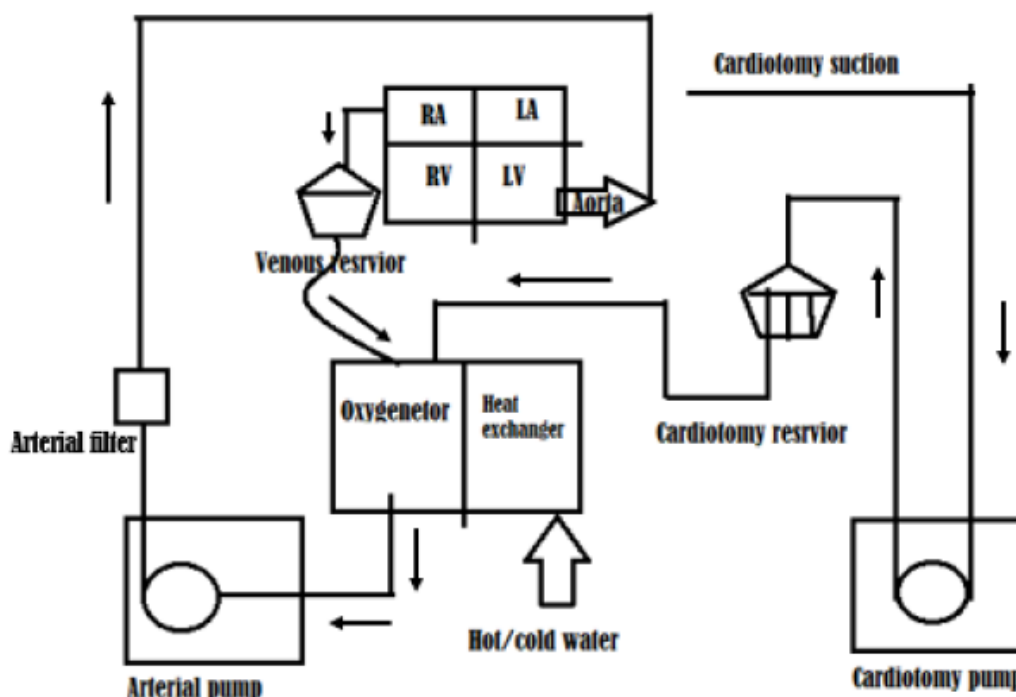 Cardiotomy suction
RA
LA
RV
LV
Aorta
Venous resrvior
Oxygenetor
Heat
exchanger
Cardiotomy resrvior
Arterial filter
Hot/cold water
Arterial pump
Cardiotomy pump